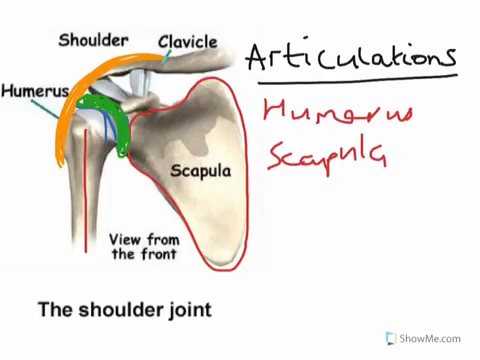 Shoulder
Clavicle
Articulations
Humerus
Humerus
Scapula
Scapula
View from
the front
The shoulder joint
ShowMe.com